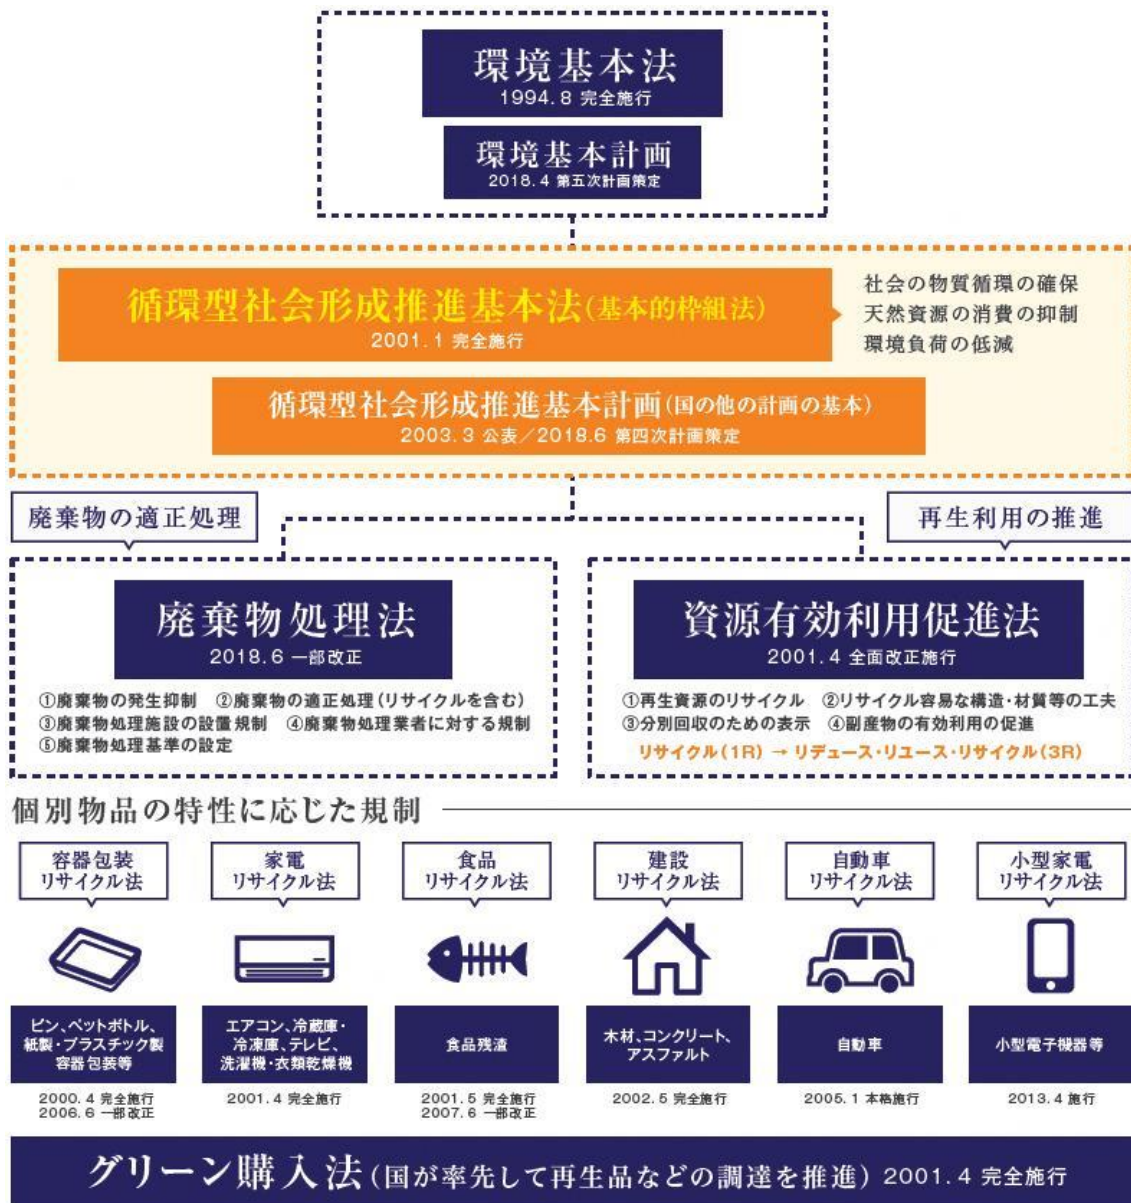 環境基本法
1994.8 完全施行
環境基本計画
2018.4 第五次計画策定
循環型社会形成推進基本法(基本的枠組法)
2001.1 完全施行
社会の物質循環の確保
天然資源の消費の抑制
環境負荷の低減
循環型社会形成推進基本計画(国の他の計画の基本)
2003.3 公表／2018.6 第四次計画策定
廃棄物の適正処理
再生利用の推進
廃棄物処理法
2018.6 一部改正
①廃棄物の発生抑制 ②廃棄物の適正処理(リサイクルを含む)
③廃棄物処理施設の設置規制 ④廃棄物処理業者に対する規制
⑤廃棄物処理基準の設定
資源有効利用促進法
2001.4 全面改正施行
①再生資源のリサイクル ②リサイクル容易な構造・材質等の工夫
③分別回収のための表示 ④副産物の有効利用の促進
リサイクル(1R) → リデュース・リユース・リサイクル(3R)
個別物品の特性に応じた規制
容器包装
リサイクル法
ビン、ペットボトル、
紙製・プラスチック製
容器包装等
2000.4 完全施行
2006.6 一部改正
家電
リサイクル法
エアコン、冷蔵庫・
冷凍庫、テレビ、
洗濯機・衣類乾燥機
2001.4 完全施行
食品
リサイクル法
食品残渣
2001.5 完全施行
2007.6 一部改正
建設
リサイクル法
木材、コンクリート、
アスファルト
2002.5 完全施行
自動車
リサイクル法
自動車
2005.1 本格施行
小型家電
リサイクル法
小型電子機器等
2013.4 施行
グリーン購入法(国が率先して再生品などの調達を推進) 2001.4 完全施行